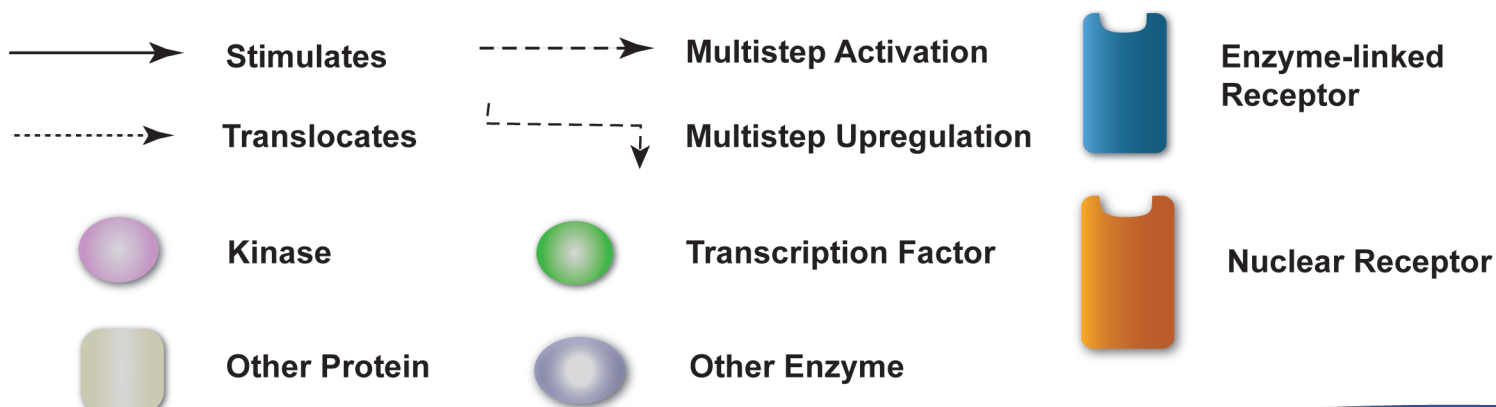 Stimulates
Multistep Activation
Enzyme-linked
Receptor
Translocates
Multistep Upregulation
Kinase
Transcription Factor
Nuclear Receptor
Other Protein
Other Enzyme